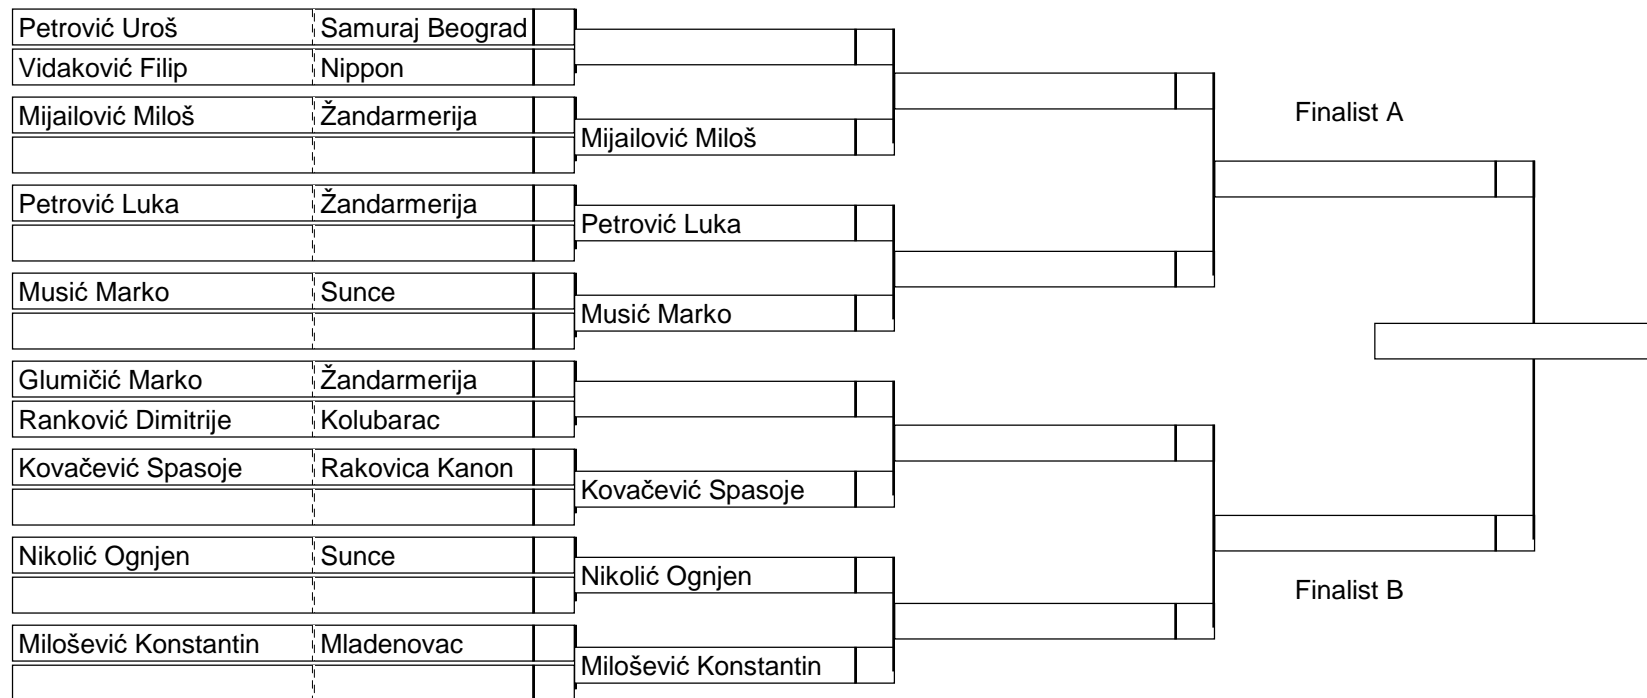 Petrović Uroš Samuraj Beograd
Vidaković Filip Nippon
Finalist A
Mijailović Miloš Žandarmerija
Mijailović Miloš
Petrović Luka Žandarmerija
Petrović Luka
Musić Marko Sunce
Musić Marko
Glumičić Marko Žandarmerija
Ranković Dimitrije Kolubarac
Kovačević Spasoje Rakovica Kanon
Kovačević Spasoje
Nikolić Ognjen Sunce
Nikolić Ognjen
Finalist B
Milošević Konstantin Mladenovac
Milošević Konstantin